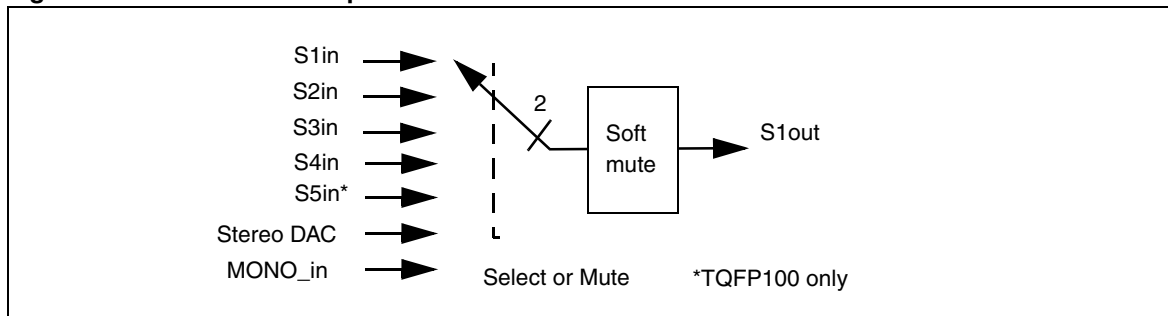 S1in
S2in
S3in
S4in
S5in*
Stereo DAC
MONO_in
2
Soft
mute
S1out
Select or Mute
*TQFP100 only